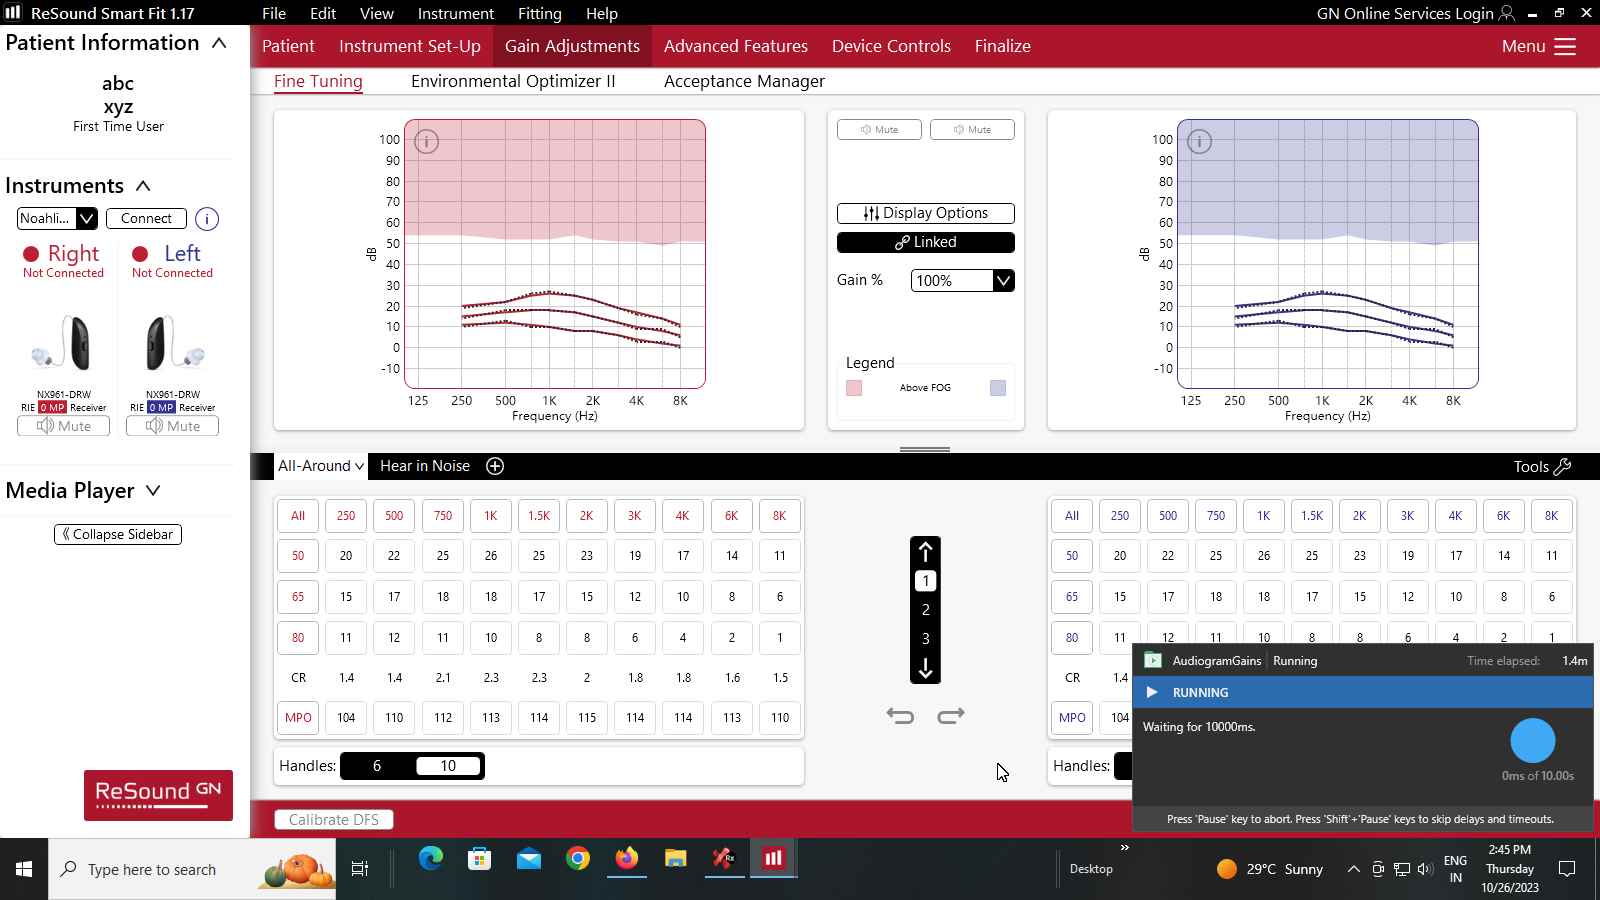 ReSound Smart Fit 1.17
File Edit View Instrument Fitting Help
GN Online Services Login
Patient Information
abc
xyz
First Time User
Instruments
Noahli... Connect i
Right Left
Not Connected Not Connected
NX961-DRW NX961-DRW
RIE 0 MP Receiver RIE 0 MP Receiver
Mute Mute
Media Player
Collapse Sidebar
ReSound GN
Patient Instrument Set-Up Gain Adjustments Advanced Features Device Controls Finalize Menu
Fine Tuning Environmental Optimizer II Acceptance Manager
i
100
90
80
70
60
50
40
30
20
10
0
-10
dB
125 250 500 1K 2K 4K 8K
Frequency (Hz)
Mute Mute
Display Options
Linked
Gain % 100%
Legend
Above FOG
i
100
90
80
70
60
50
40
30
20
10
0
-10
dB
125 250 500 1K 2K 4K 8K
Frequency (Hz)
All-Around Hear in Noise Tools
All 250 500 750 1K 1.5K 2K 3K 4K 6K 8K
50 20 22 25 26 25 23 19 17 14 11
65 15 17 18 18 17 15 12 10 8 6
80 11 12 11 10 8 8 6 4 2 1
CR 1.4 1.4 2.1 2.3 2.3 2 1.8 1.8 1.6 1.5
MPO 104 110 112 113 114 115 114 114 113 110
Handles: 6 10
1
2
3
All 250 500 750 1K 1.5K 2K 3K 4K 6K 8K
50 20 22 25 26 25 23 19 17 14 11
65 15 17 18 18 17 15 12 10 8 6
80 11 12 11 10 8 8 6 4 2 1
CR 1.4
MPO 104
Handles:
AudiogramGains Running Time elapsed: 1.4m
RUNNING
Waiting for 10000ms.
0ms of 10.00s
Press 'Pause' key to abort. Press 'Shift'+'Pause' keys to skip delays and timeouts.
Calibrate DFS
Type here to search
Rx
Desktop
»
29°C Sunny
ENG
IN
2:45 PM
Thursday
10/26/2023